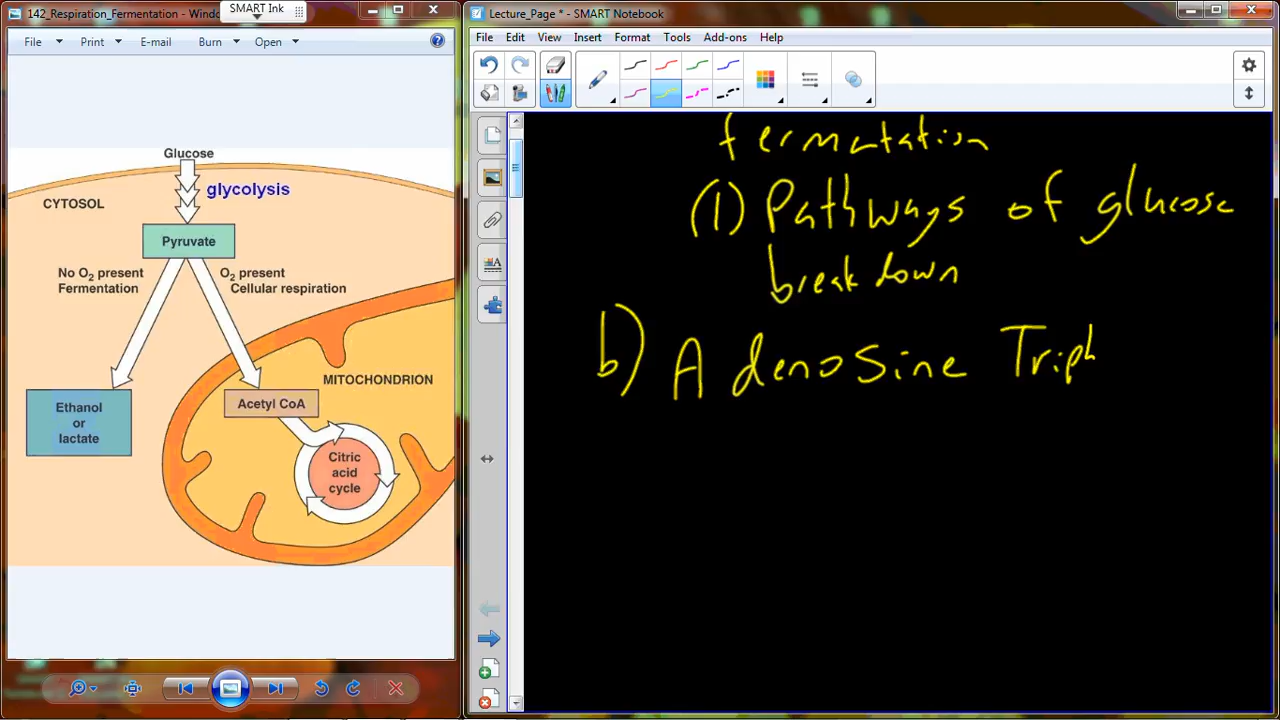 142_Respiration_Fermentation - Windo
SMART Ink
File Print E-mail Burn Open
Glucose
glycolysis
CYTOSOL
Pyruvate
No O2 present
Fermentation
O2 present
Cellular respiration
MITOCHONDRION
Ethanol
or
lactate
Acetyl CoA
Citric
acid
cycle
Lecture_Page * - SMART Notebook
File Edit View Insert Format Tools Add-ons Help
fermentation
(1) Pathways of glucose
breakdown
b) Adenosine Triph